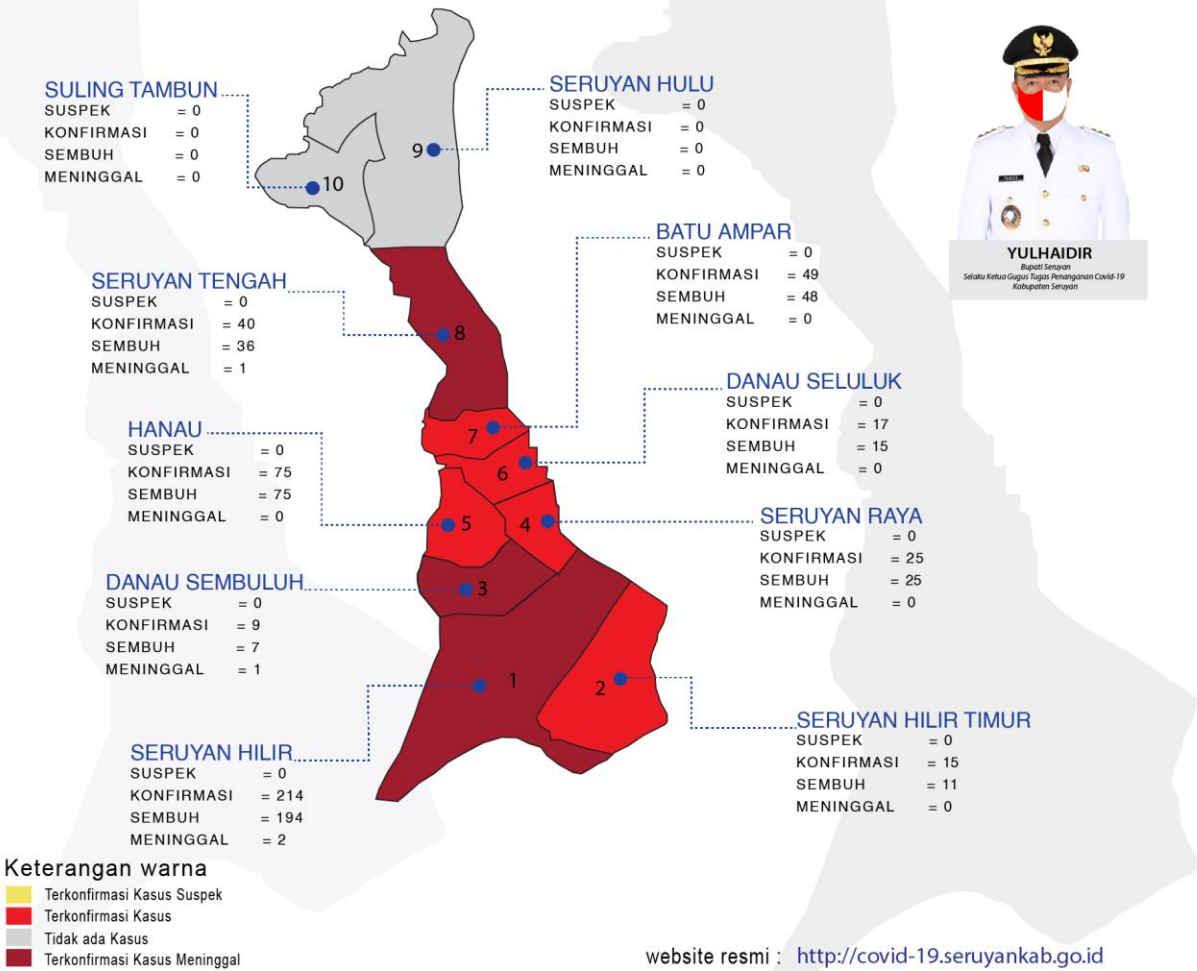 SULING TAMBUN
SUSPEK = 0
KONFIRMASI = 0
SEMBUH = 0
MENINGGAL = 0
SERUYAN HULU
SUSPEK = 0
KONFIRMASI = 0
SEMBUH = 0
MENINGGAL = 0
9
10
YULHAIDIR
Bupati Seruyan
Selaku Ketua Gugus Tugas Penanganan Covid-19
Kabupaten Seruyan
BATU AMPAR
SUSPEK = 0
KONFIRMASI = 49
SEMBUH = 48
MENINGGAL = 0
SERUYAN TENGAH
SUSPEK = 0
KONFIRMASI = 40
SEMBUH = 36
MENINGGAL = 1
8
DANAU SELULUK
SUSPEK = 0
KONFIRMASI = 17
SEMBUH = 15
MENINGGAL = 0
HANAU
SUSPEK = 0
KONFIRMASI = 75
SEMBUH = 75
MENINGGAL = 0
7
6
5
4
SERUYAN RAYA
SUSPEK = 0
KONFIRMASI = 25
SEMBUH = 25
MENINGGAL = 0
DANAU SEMBULUH
SUSPEK = 0
KONFIRMASI = 9
SEMBUH = 7
MENINGGAL = 1
3
1
2
SERUYAN HILIR TIMUR
SUSPEK = 0
KONFIRMASI = 15
SEMBUH = 11
MENINGGAL = 0
SERUYAN HILIR
SUSPEK = 0
KONFIRMASI = 214
SEMBUH = 194
MENINGGAL = 2
Keterangan warna
Terkonfirmasi Kasus Suspek
Terkonfirmasi Kasus
Tidak ada Kasus
Terkonfirmasi Kasus Meninggal
website resmi : http://covid-19.seruyankab.go.id